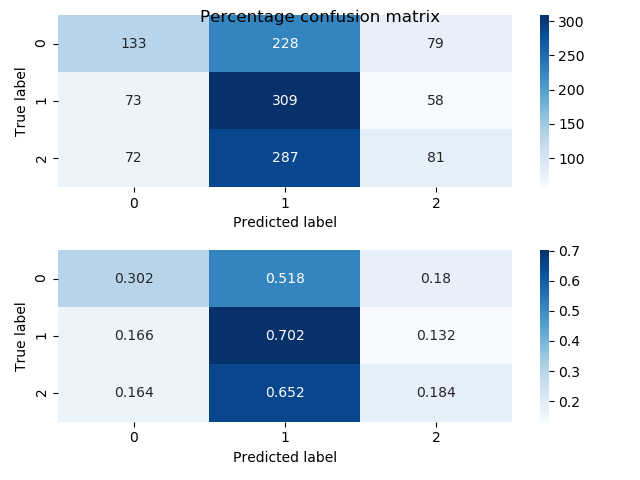 Percentage confusion matrix
True label
0 133 228 79
1 73 309 58
2 72 287 81
0 1 2
Predicted label
300
250
200
150
100
True label
0 0.302 0.518 0.18
1 0.166 0.702 0.132
2 0.164 0.652 0.184
0 1 2
Predicted label
0.7
0.6
0.5
0.4
0.3
0.2